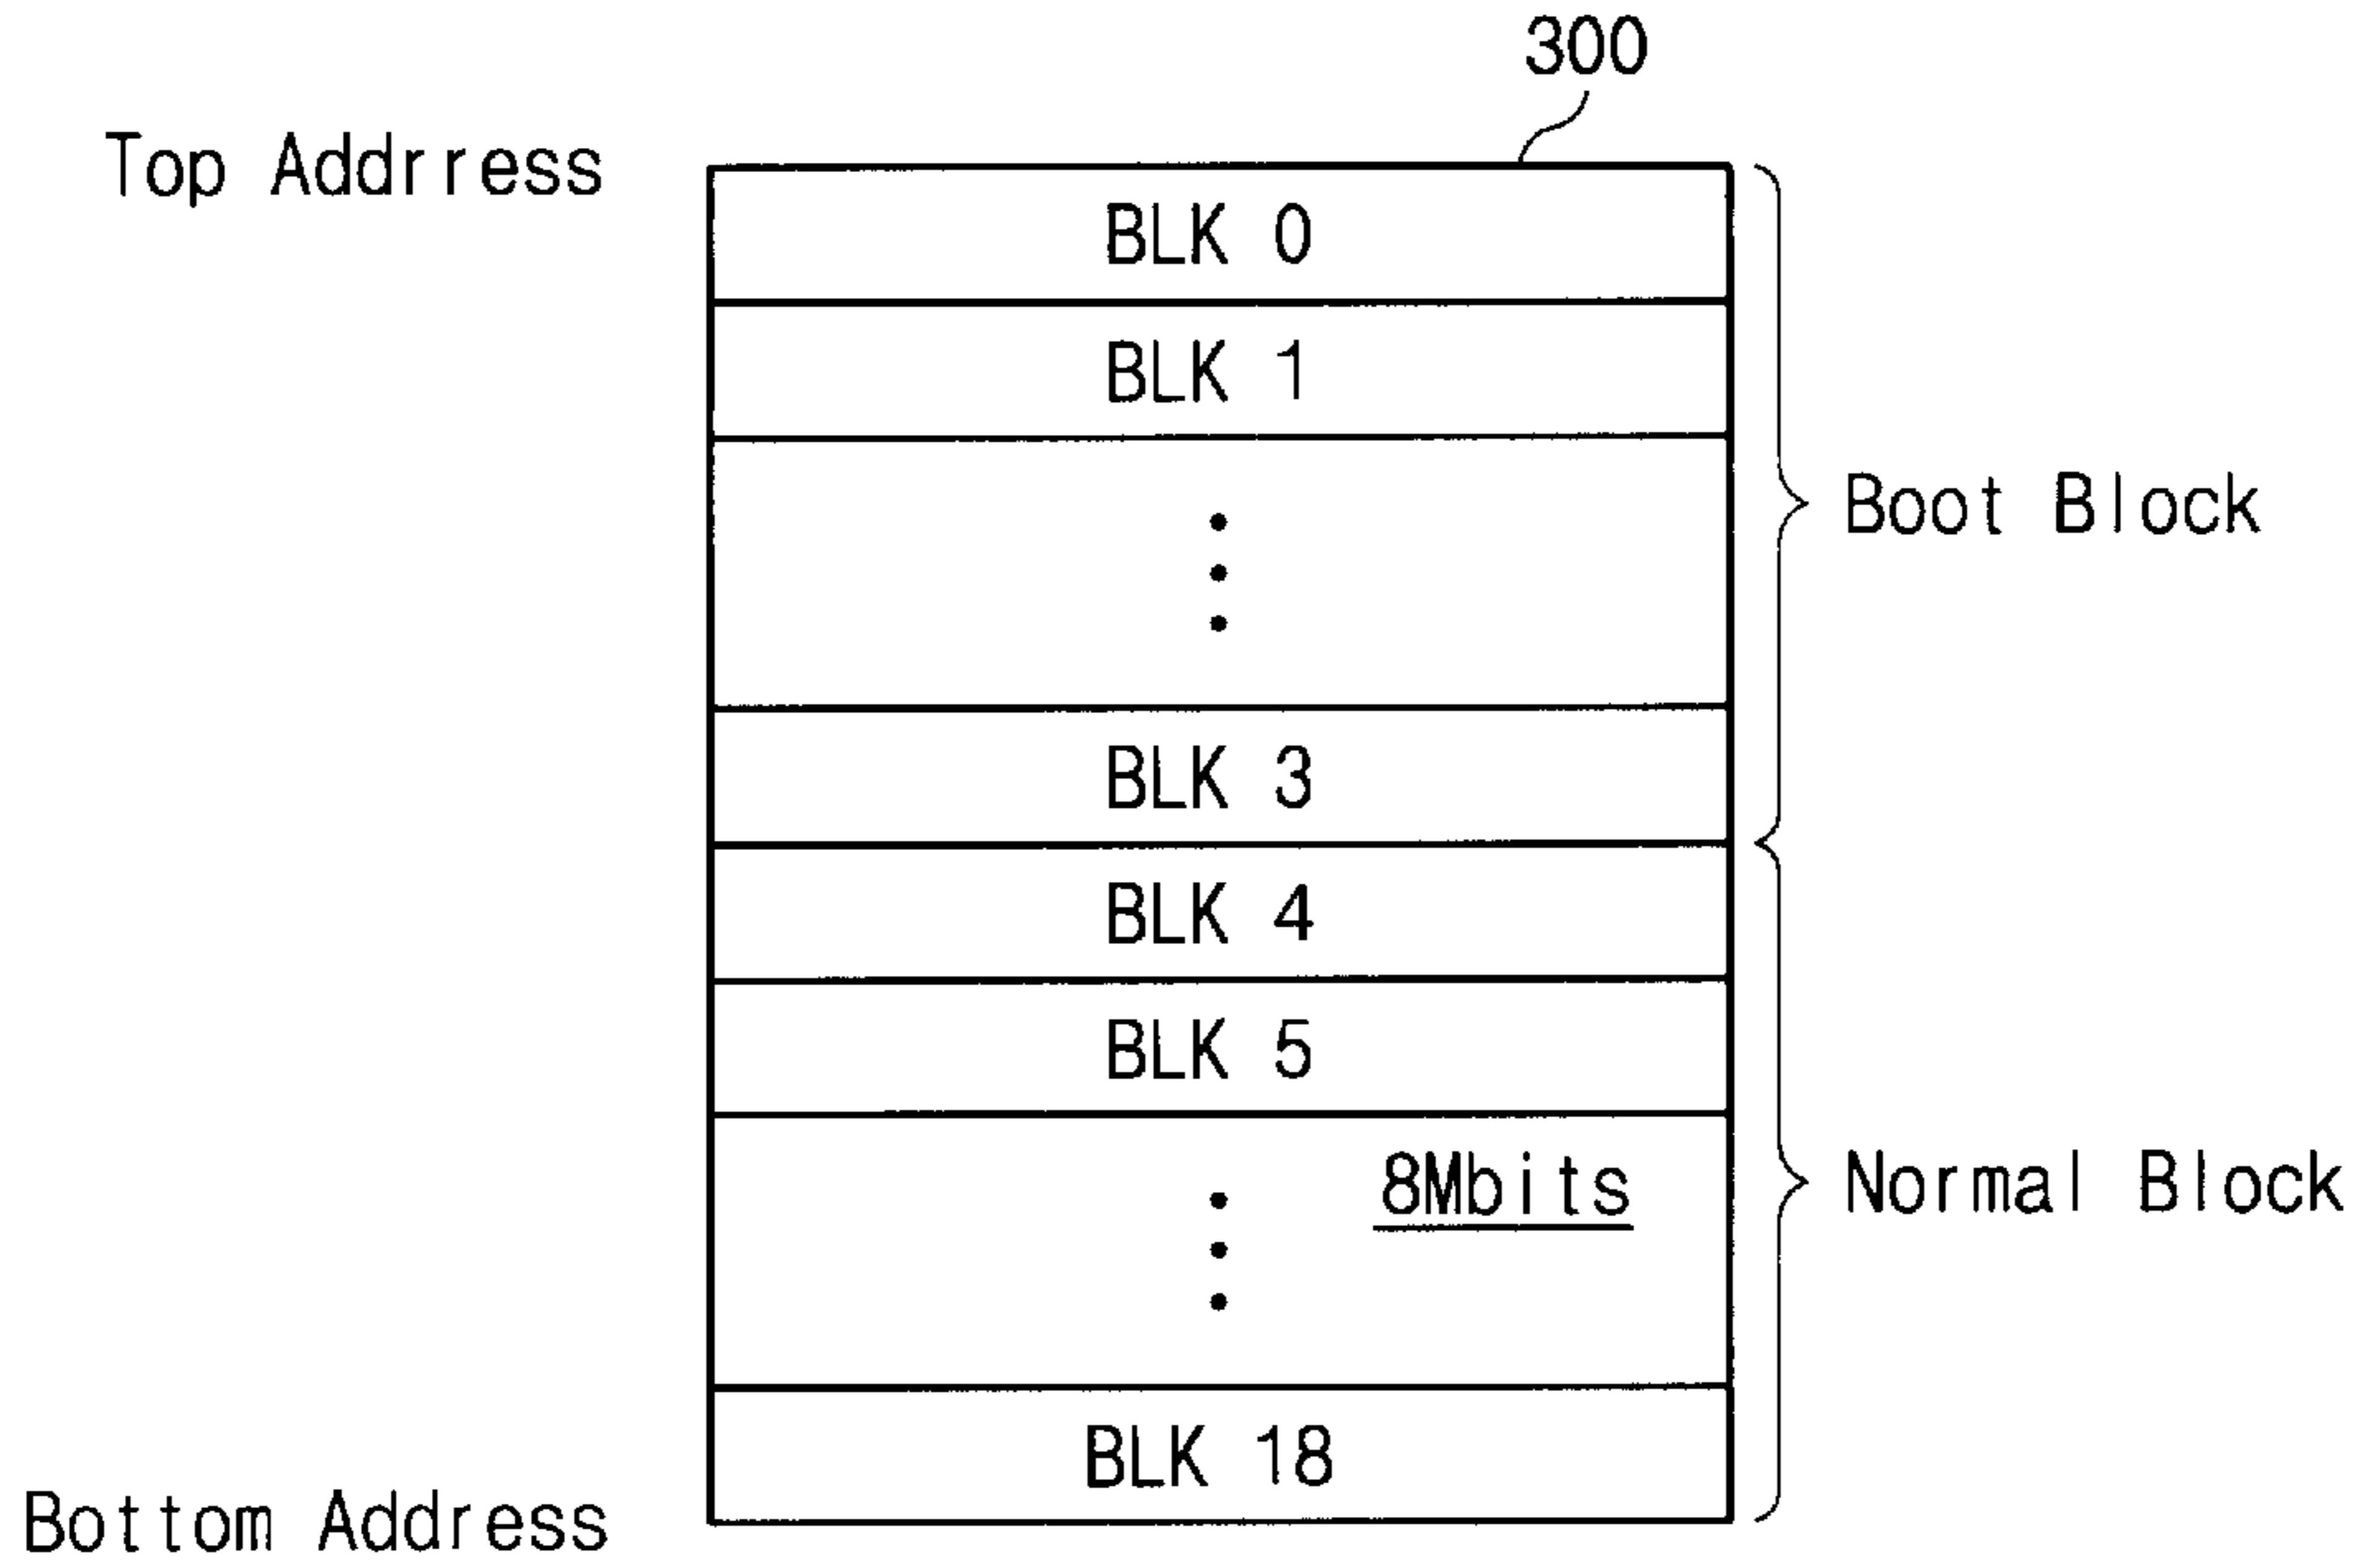 300
Top Addrress
BLK 0
BLK 1
Boot Block
BLK 3
BLK 4
BLK 5
8Mbits
Normal Block
BLK 18
Bottom Address